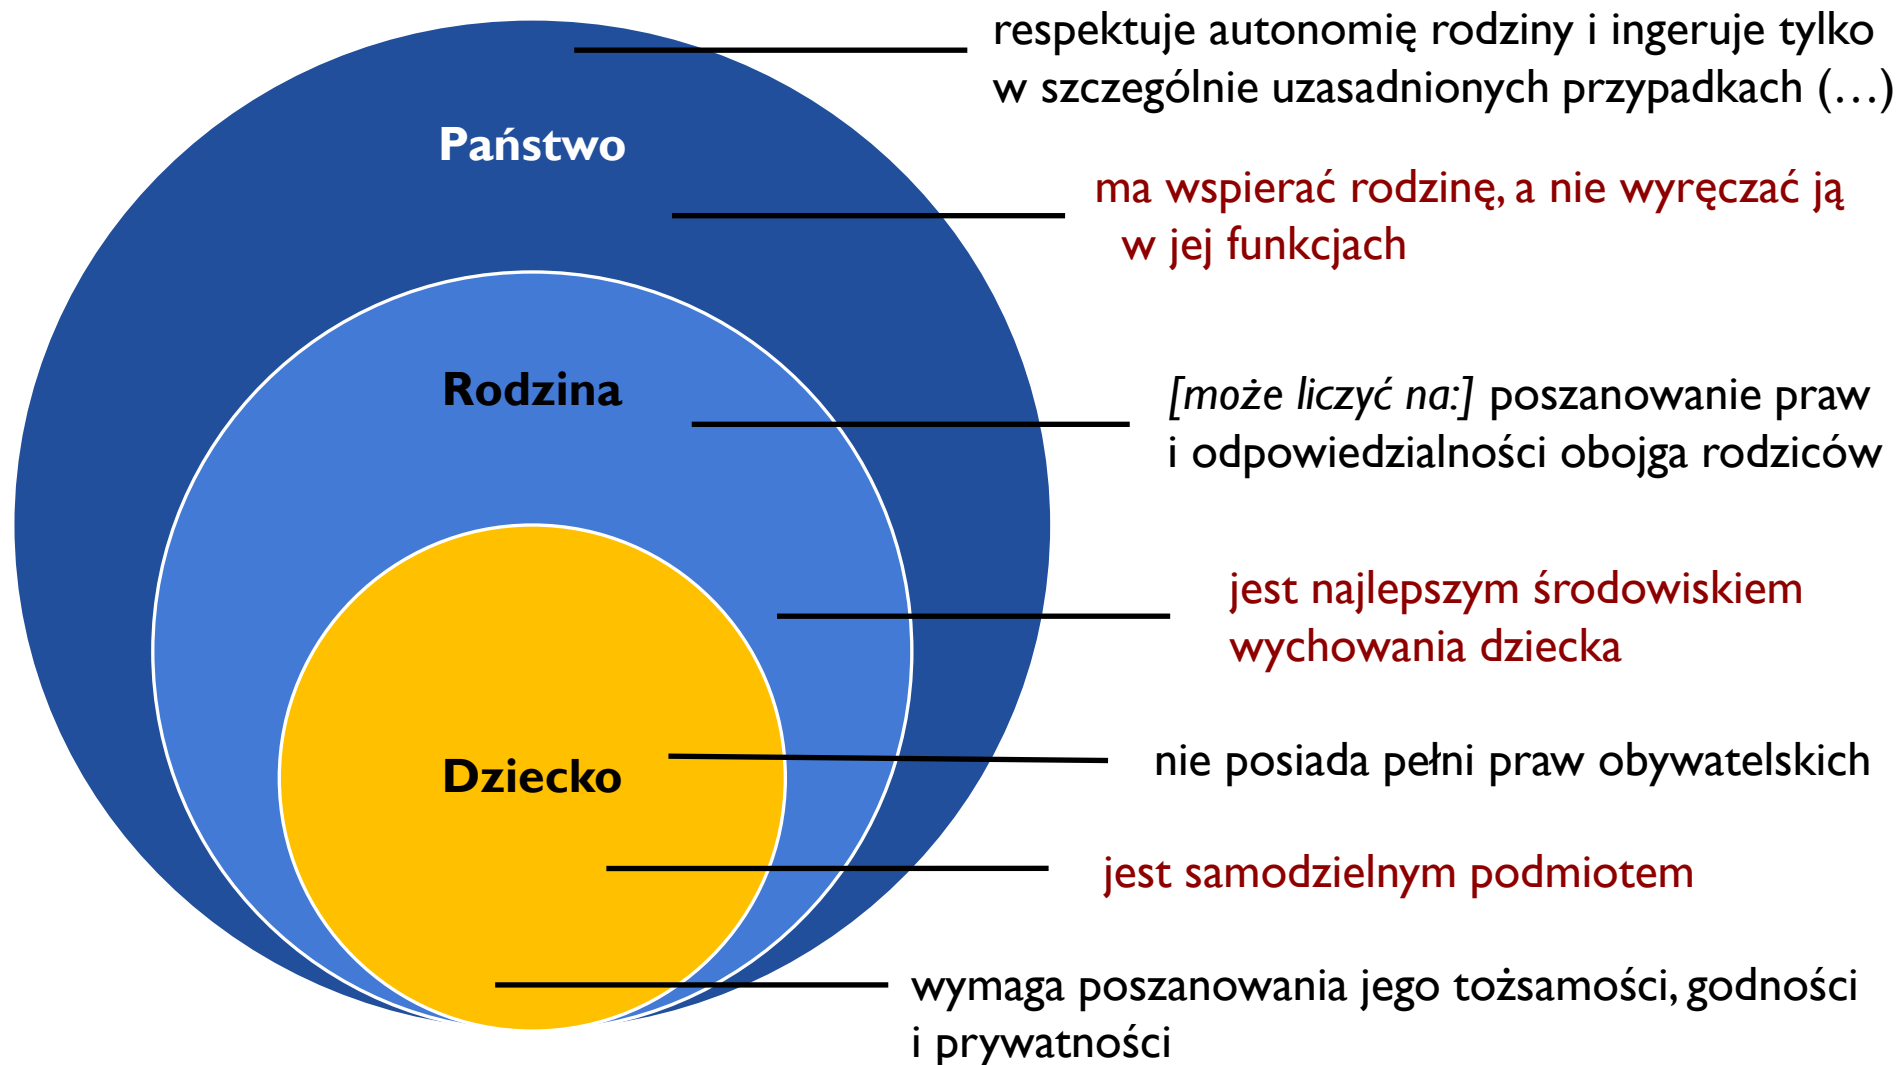 respektuje autonomię rodziny i ingeruje tylko
w szczególnie uzasadnionych przypadkach (…)
Państwo
ma wspierać rodzinę, a nie wyręczać ją
w jej funkcjach
Rodzina
[może liczyć na:] poszanowanie praw
i odpowiedzialności obojga rodziców
jest najlepszym środowiskiem
wychowania dziecka
Dziecko
nie posiada pełni praw obywatelskich
jest samodzielnym podmiotem
wymaga poszanowania jego tożsamości, godności
i prywatności